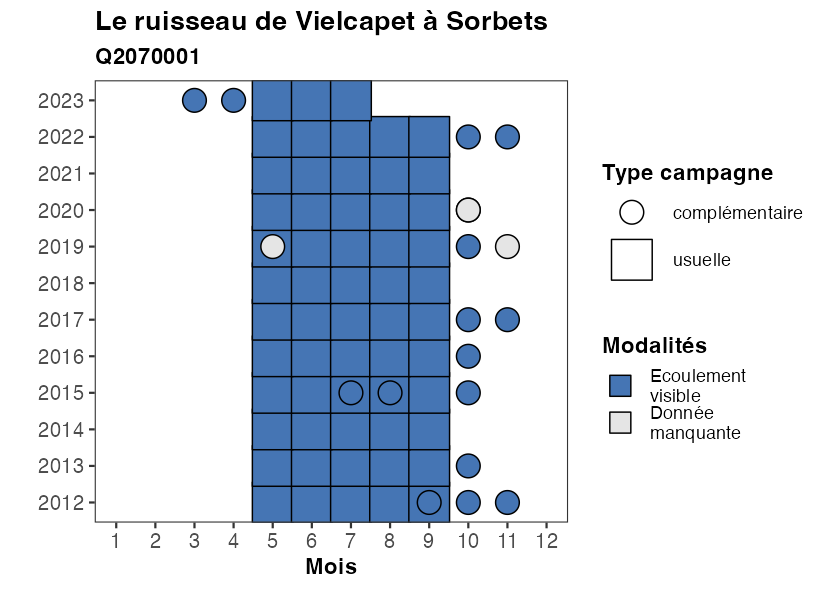 Le ruisseau de Vielcapet à Sorbets
Q2070001
2023
2022
2021
2020
2019
2018
2017
2016
2015
2014
2013
2012
1 2 3 4 5 6 7 8 9 10 11 12
Mois
Type campagne
complémentaire
usuelle
Modalités
Ecoulement
visible
Donnée
manquante